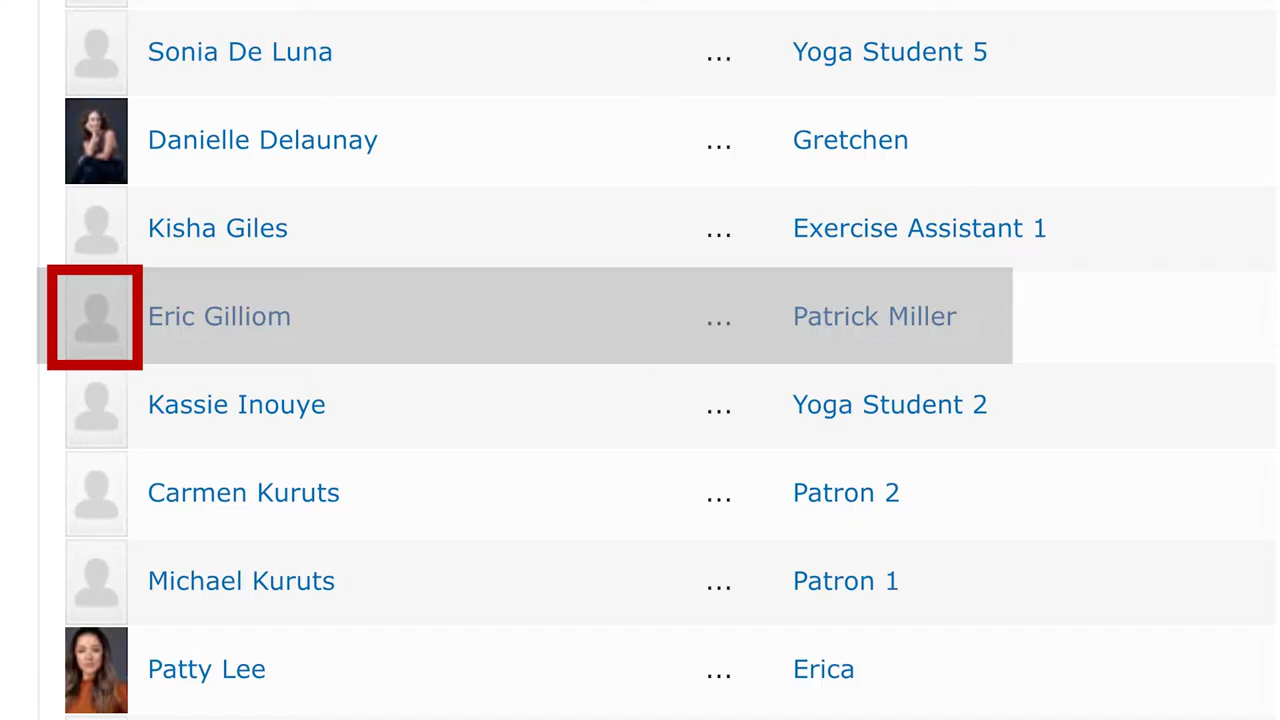 Sonia De Luna ... Yoga Student 5
Danielle Delaunay ... Gretchen
Kisha Giles ... Exercise Assistant 1
Eric Gilliom ... Patrick Miller
Kassie Inouye ... Yoga Student 2
Carmen Kuruts ... Patron 2
Michael Kuruts ... Patron 1
Patty Lee ... Erica